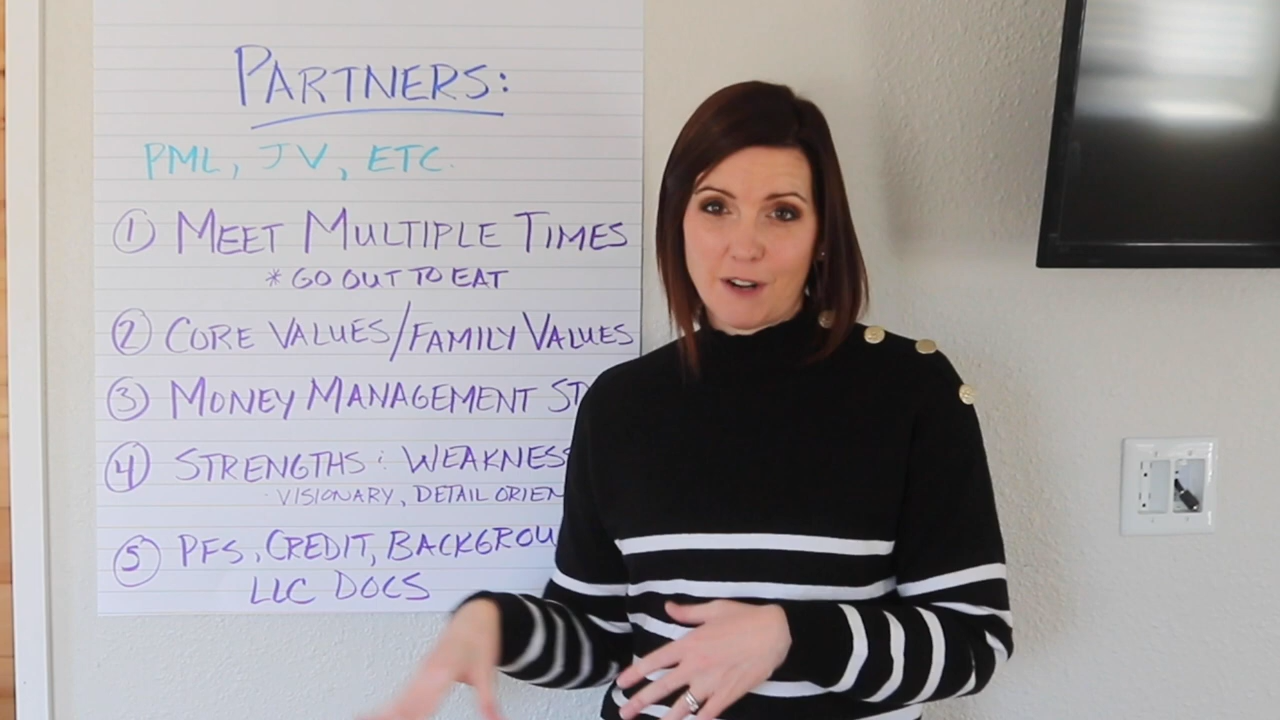 PARTNERS:
PML, JV, ETC.
① MEET MULTIPLE TIMES
* GO OUT TO EAT
② CORE VALUES/FAMILY VALUES
③ MONEY MANAGEMENT
④ STRENGTHS :
VISIONARY, DETAIL
⑤ PFS, CREDIT,
LLC DOCS